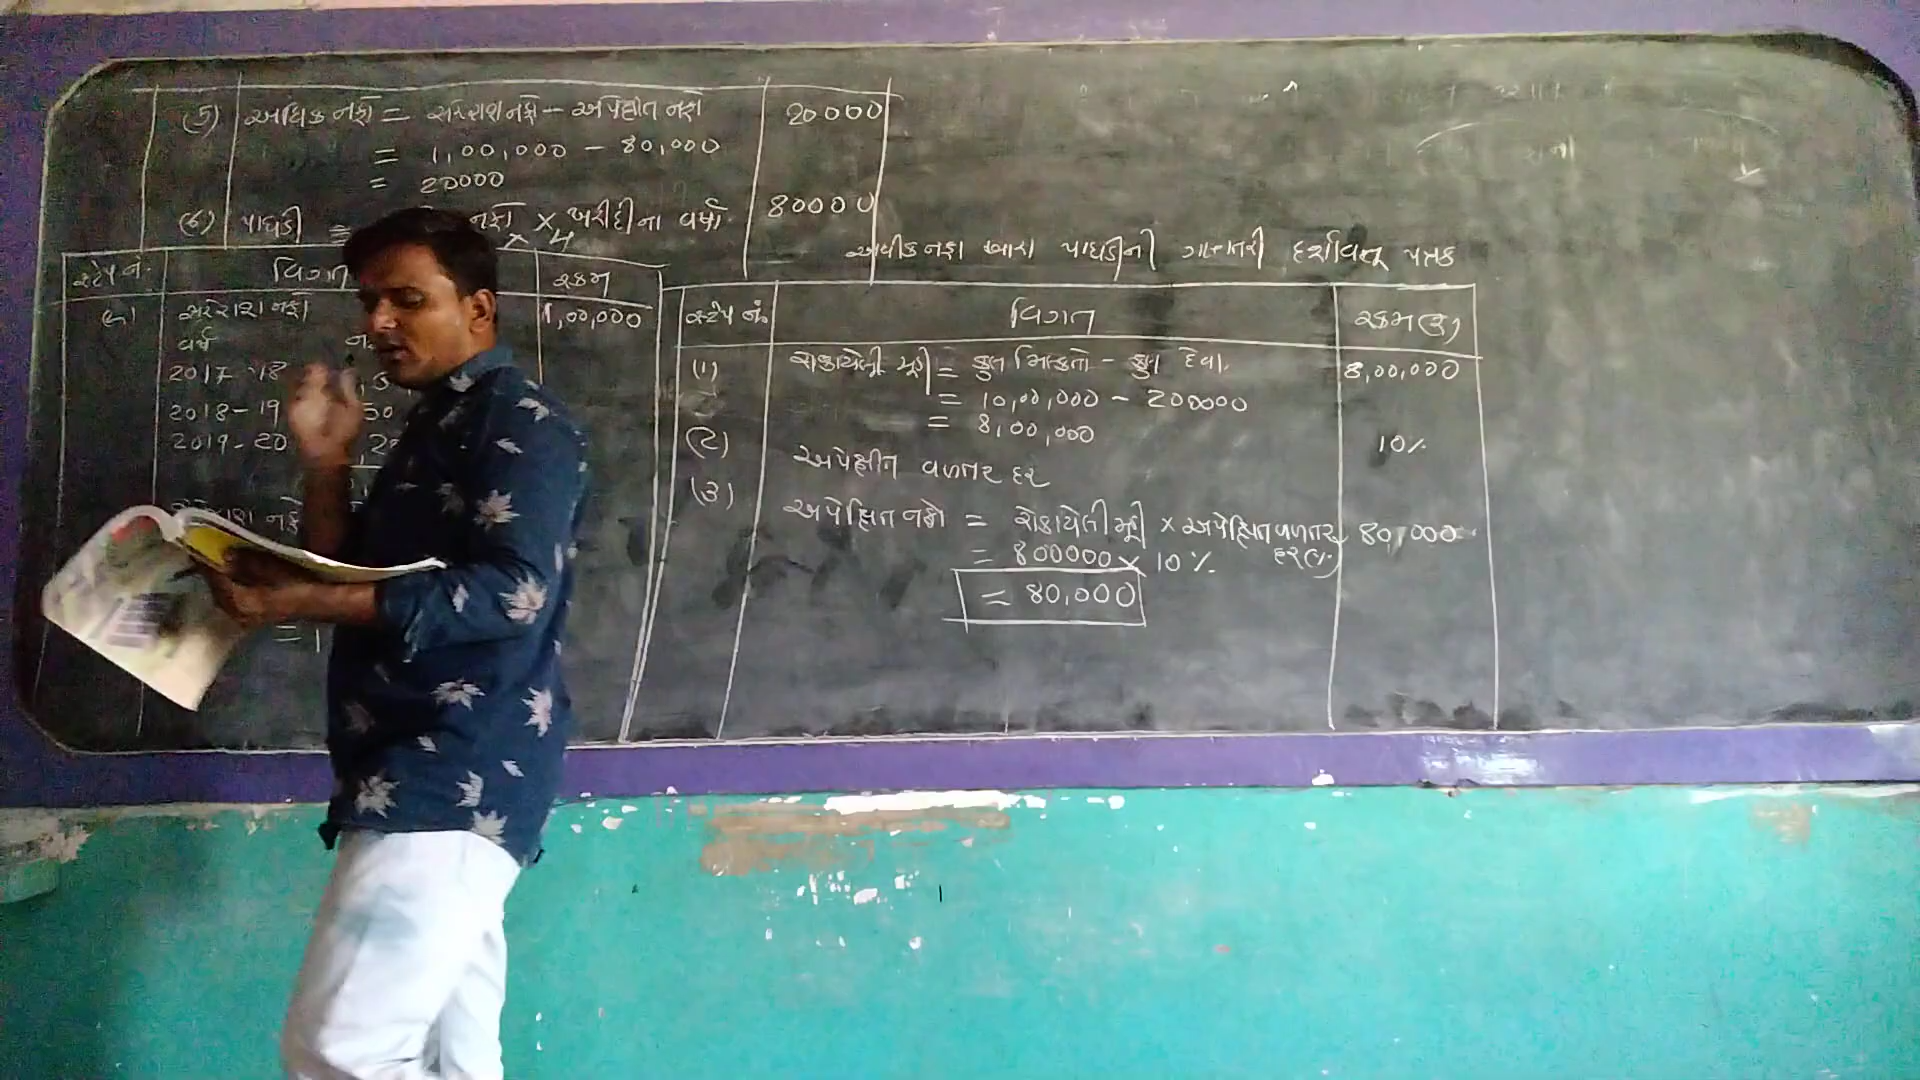 (5) અધિક નફો = સરેરાશ નફો - અપેક્ષીત નફો 20000
= 1,00,000 - 80,000
= 20000
(6) પાઘડી = નફો × ખરીદીના વર્ષો 80000
× 4
સ્ટેપ નં. વિગત રકમ
સરેરાશ નફો 1,00,000
વર્ષ
2017-18
2018-19
2019-20
અધીક નફા દ્વારા પાઘડીની ગણતરી દર્શાવતુ પત્રક
સ્ટેપ નં. વિગત રકમ(રૂ)
(1) રોકાયેલી મૂડી = કુલ મિલ્કતો - કુલ દેવા. 8,00,000
= 10,00,000 - 200000
= 8,00,000
(2) અપેક્ષીત વળતર દર 10%
(3) અપેક્ષિત નફો = રોકાયેલી મૂડી × અપેક્ષિત વળતર 80,000
= 800000 × 10% દર(%)
= 80,000